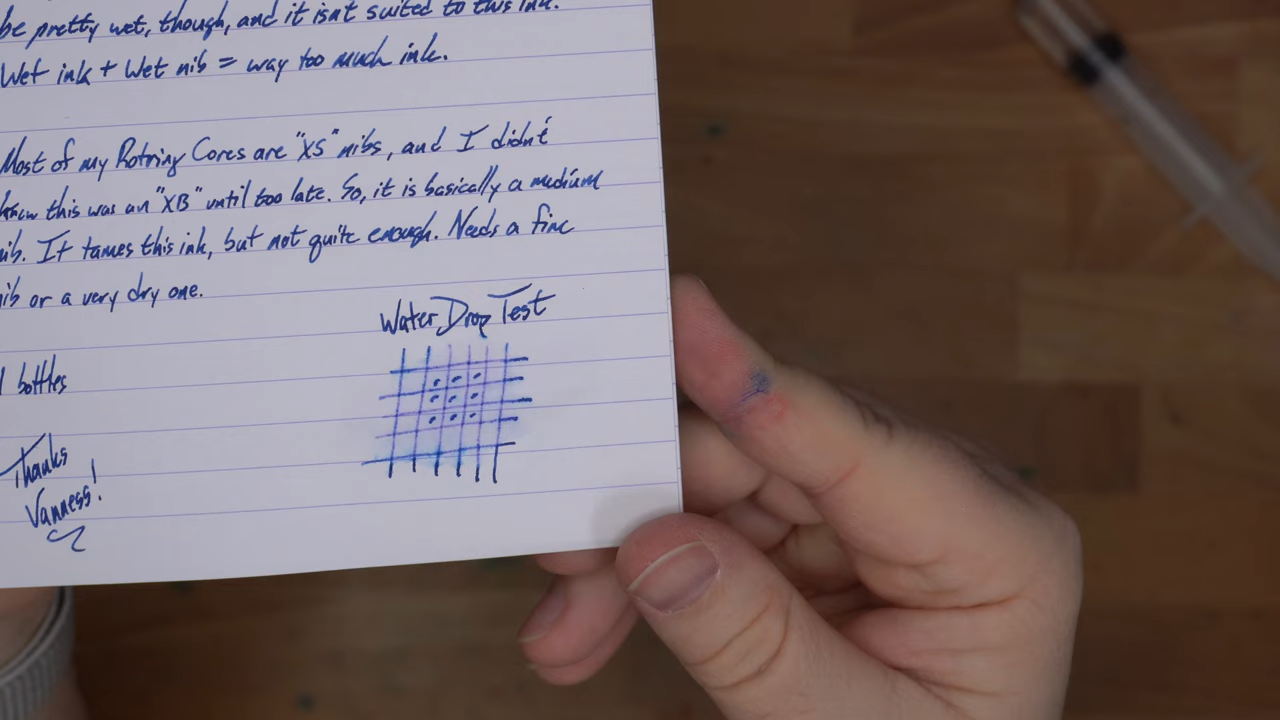 be pretty wet, though, and it isn't suited to this ink.
Wet ink + Wet nib = way too much ink.
Most of my Rotring Cores are "XS" nibs, and I didn't
know this was an "XB" until too late. So, it is basically a medium
nib. It tames this ink, but not quite enough. Needs a fine
nib or a very dry one.
Water Drop Test
bottles
Thanks
Vanness!